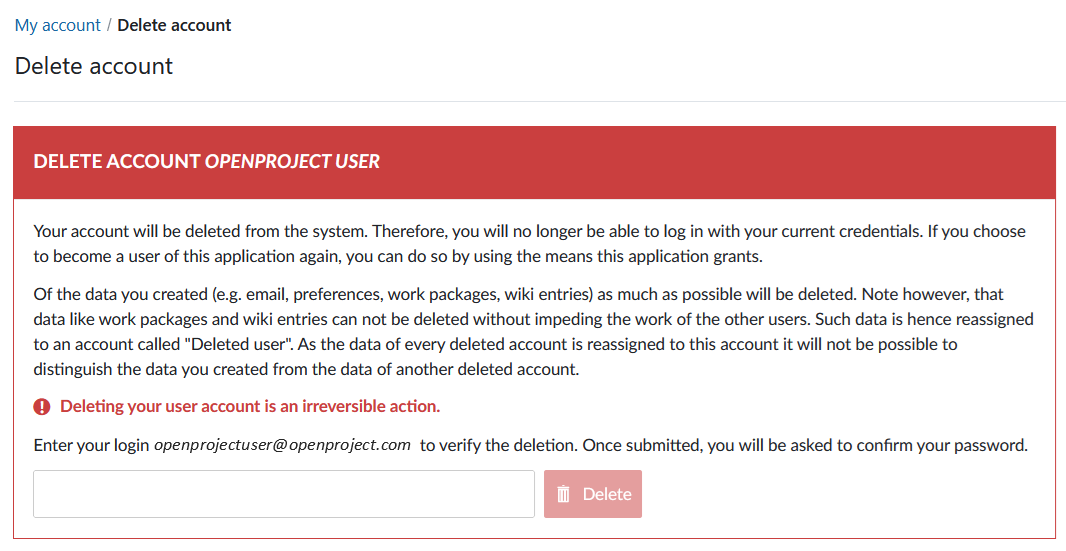 My account / Delete account
Delete account
DELETE ACCOUNT OPENPROJECT USER
Your account will be deleted from the system. Therefore, you will no longer be able to log in with your current credentials. If you choose
to become a user of this application again, you can do so by using the means this application grants.
Of the data you created (e.g. email, preferences, work packages, wiki entries) as much as possible will be deleted. Note however, that
data like work packages and wiki entries can not be deleted without impeding the work of the other users. Such data is hence reassigned
to an account called "Deleted user". As the data of every deleted account is reassigned to this account it will not be possible to
distinguish the data you created from the data of another deleted account.
Deleting your user account is an irreversible action.
Enter your login openprojectuser@openproject.com to verify the deletion. Once submitted, you will be asked to confirm your password.
Delete